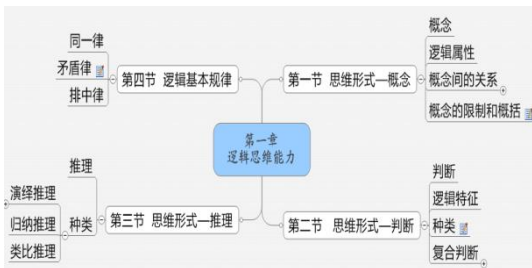 第一章
逻辑思维能力
第一节 思维形式—概念
概念
逻辑属性
概念间的关系
概念的限制和概括
第二节 思维形式—判断
判断
逻辑特征
种类
复合判断
第三节 思维形式—推理
推理
种类
演绎推理
归纳推理
类比推理
第四节 逻辑基本规律
同一律
矛盾律
排中律